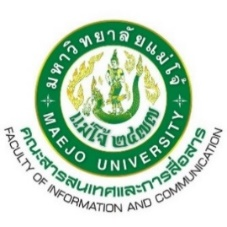 มหาวิทยาลัยแม่โจ้
แม่โจ้ ๒๔๗๗
MAEJO UNIVERSITY
คณะสารสนเทศและการสื่อสาร
FACULTY OF INFORMATION AND COMMUNICATION